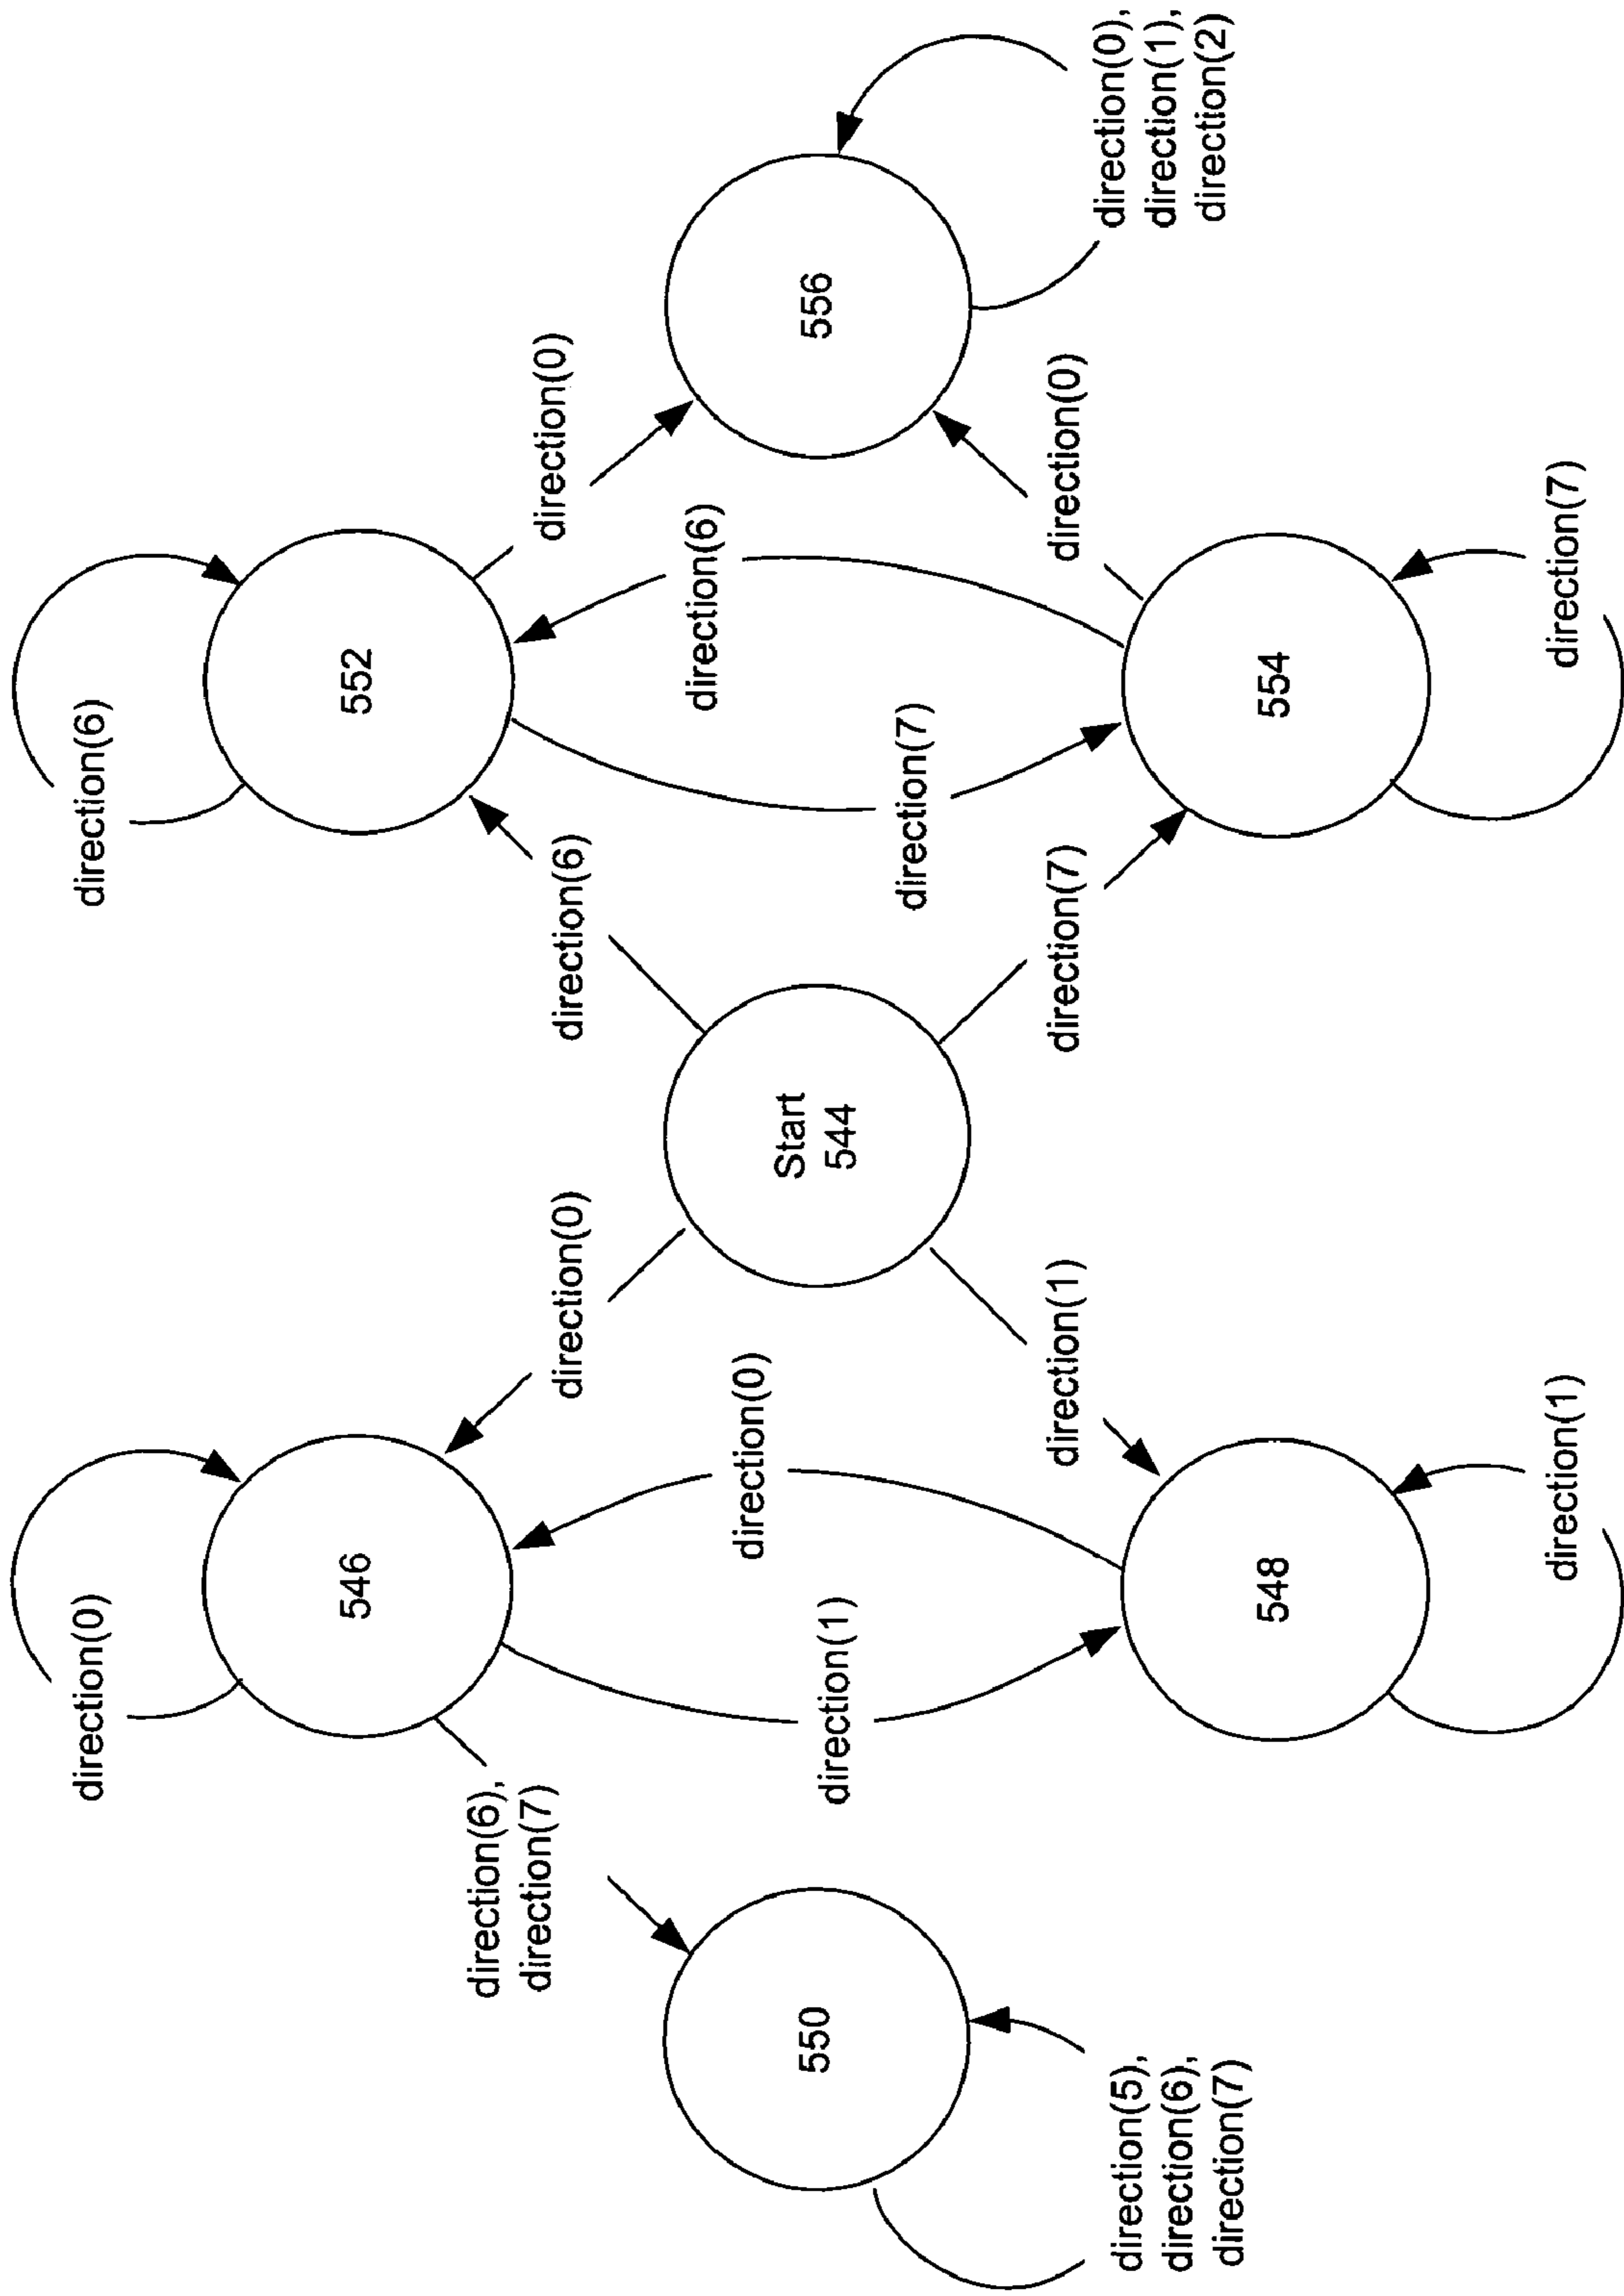 direction(0)
direction(6)
546
552
direction(6),
direction(7)
direction(0)
direction(6)
direction(0)
direction(0)
direction(6)
550
Start
544
556
direction(1)
direction(7)
direction(1)
direction(7)
direction(0)
direction(5),
direction(6),
direction(7)
direction(0),
direction(1),
direction(2)
548
554
direction(1)
direction(7)